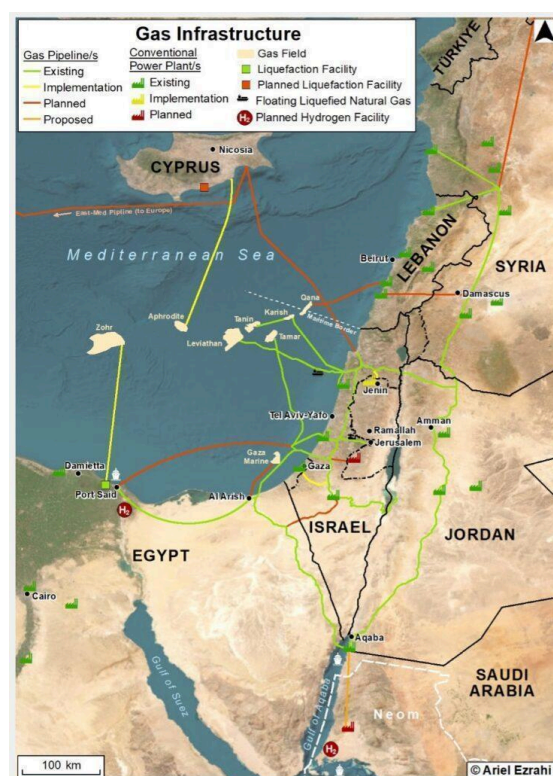 Gas Infrastructure
Gas Pipeline/s
Existing
Implementation
Planned
Proposed
Conventional
Power Plant/s
Existing
Implementation
Planned
Gas Field
Liquefaction Facility
Planned Liquefaction Facility
Floating Liquefied Natural Gas
H2 Planned Hydrogen Facility
TÜRKIYE
Nicosia
CYPRUS
East-Med Pipline (to Europe)
Mediterranean Sea
LEBANON
Beirut
SYRIA
Damascus
Qana
Karish
Tanin
Maritime Border
Aphrodite
Leviathan
Tamar
Zohr
Jenin
Tel Aviv-Yafo
Ramallah
Amman
Jerusalem
Gaza
Marine
Gaza
Damietta
Port Said
Al Arish
H2
ISRAEL
JORDAN
EGYPT
Cairo
Aqaba
Gulf of Suez
Gulf of Aqaba
SAUDI
ARABIA
Neom
H2
100 km
© Ariel Ezrahi